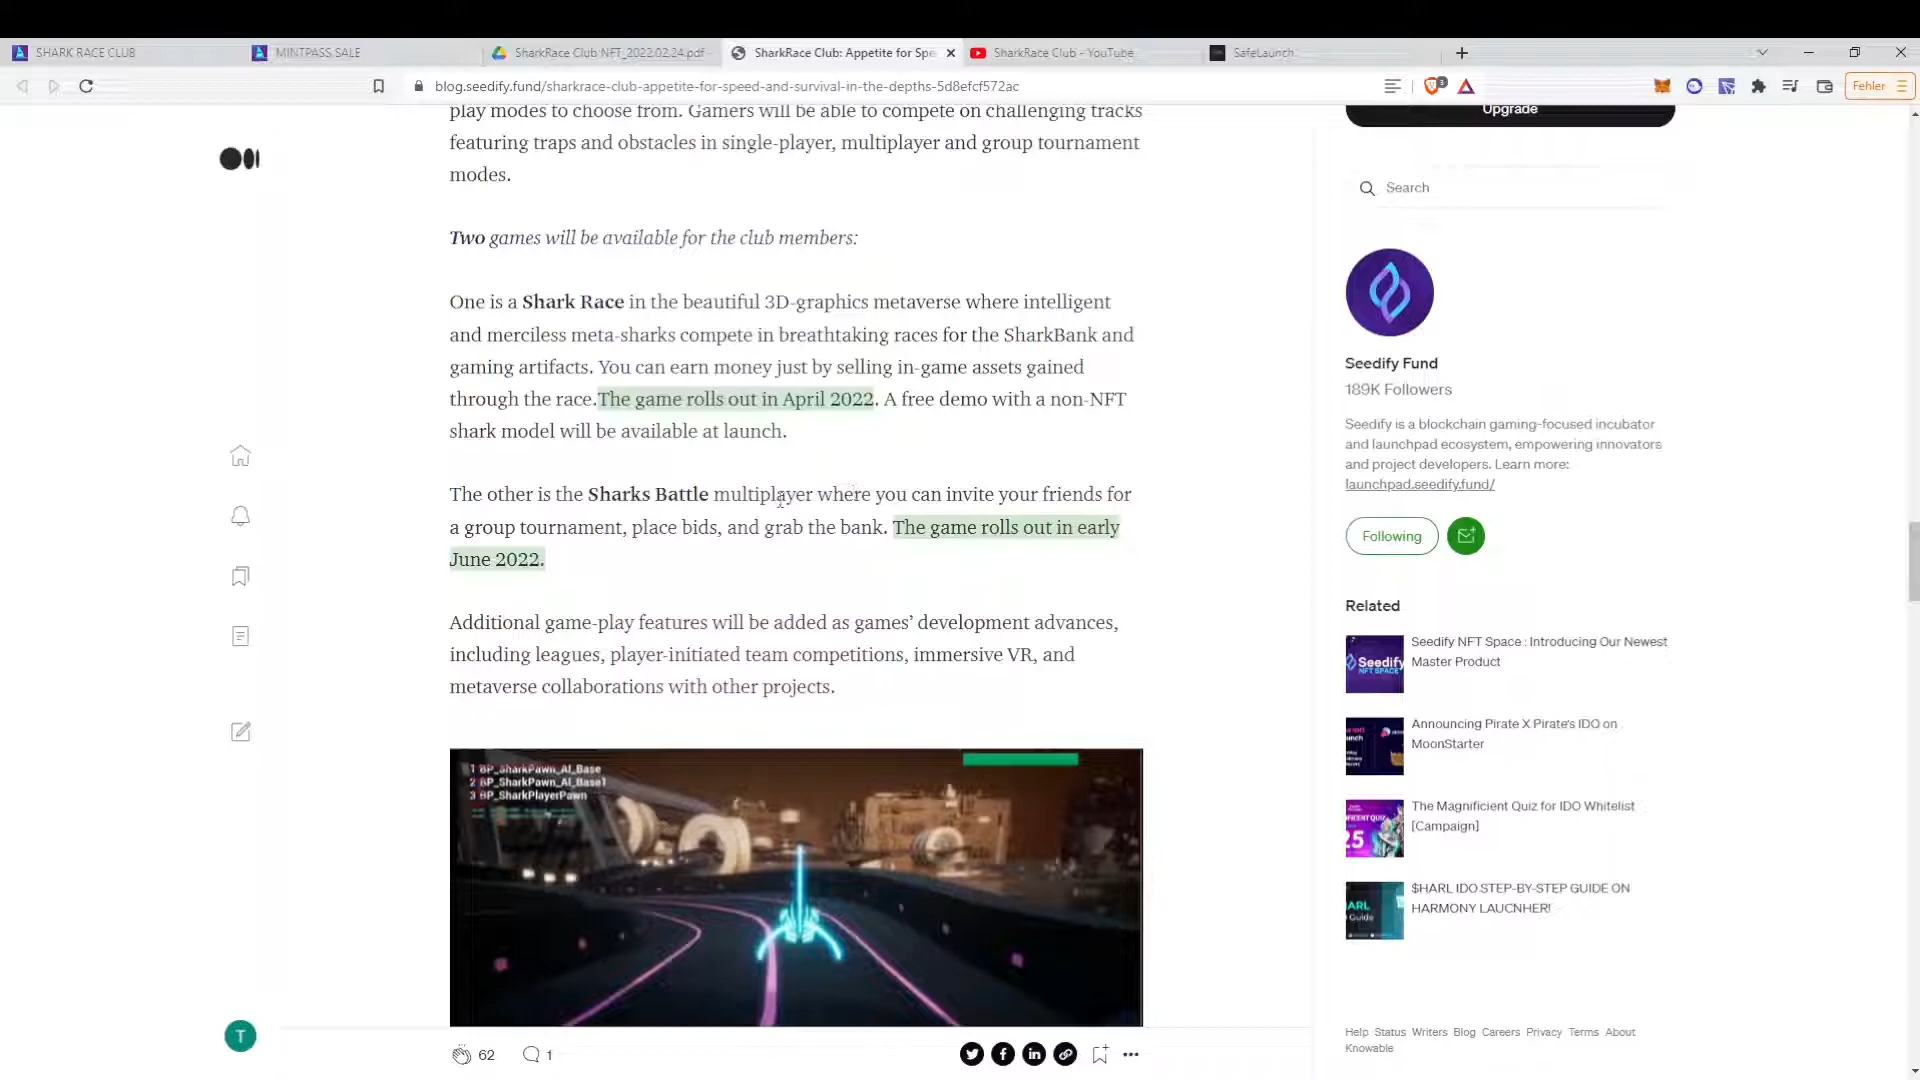 SHARK RACE CLUB
MINTPASS SALE
SharkRace Club NFT_2022.02.24.pdf
SharkRace Club: Appetite for Spe
SharkRace Club - YouTube
SafeLaunch
blog.seedify.fund/sharkrace-club-appetite-for-speed-and-survival-in-the-depths-5d8efcf572ac
Fehler
play modes to choose from. Gamers will be able to compete on challenging tracks
featuring traps and obstacles in single-player, multiplayer and group tournament
modes.
Two games will be available for the club members:
One is a Shark Race in the beautiful 3D-graphics metaverse where intelligent
and merciless meta-sharks compete in breathtaking races for the SharkBank and
gaming artifacts. You can earn money just by selling in-game assets gained
through the race.The game rolls out in April 2022. A free demo with a non-NFT
shark model will be available at launch.
The other is the Sharks Battle multiplayer where you can invite your friends for
a group tournament, place bids, and grab the bank. The game rolls out in early
June 2022.
Additional game-play features will be added as games' development advances,
including leagues, player-initiated team competitions, immersive VR, and
metaverse collaborations with other projects.
1 BP_SharkPawn_AI_Base
2 BP_SharkPawn_AI_Base1
3 BP_SharkPlayerPawn
62
1
T
Upgrade
Search
Seedify Fund
189K Followers
Seedify is a blockchain gaming-focused incubator
and launchpad ecosystem, empowering innovators
and project developers. Learn more:
launchpad.seedify.fund/
Following
Related
Seedify NFT Space : Introducing Our Newest
Master Product
Seedify
NFT SPACE
Announcing Pirate X Pirate's IDO on
MoonStarter
The Magnificient Quiz for IDO Whitelist
[Campaign]
25
$HARL IDO STEP-BY-STEP GUIDE ON
HARMONY LAUCNHER!
ARL
Guide
Help Status Writers Blog Careers Privacy Terms About
Knowable